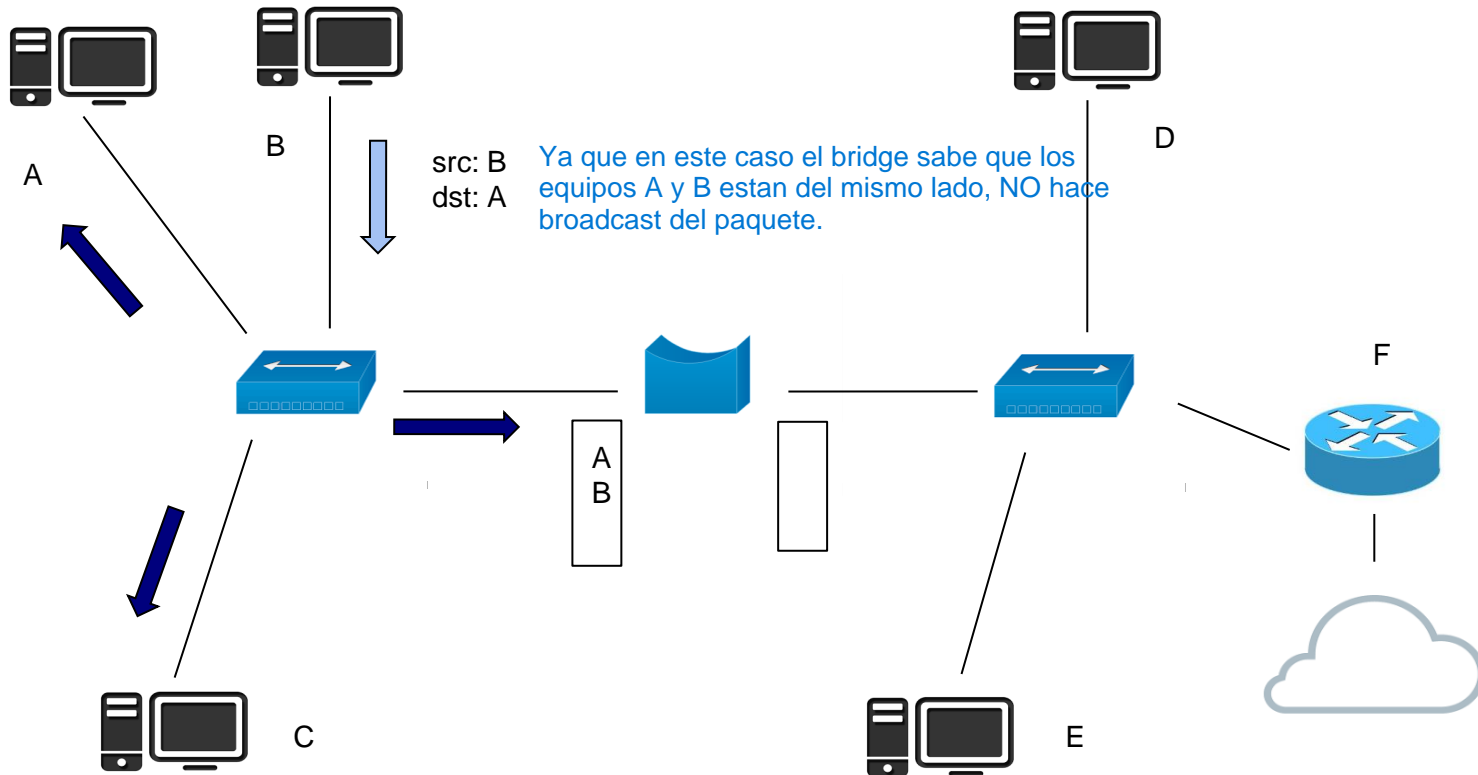 A
B
src: B
dst: A
Ya que en este caso el bridge sabe que los
equipos A y B estan del mismo lado, NO hace
broadcast del paquete.
D
F
A
B
C
E